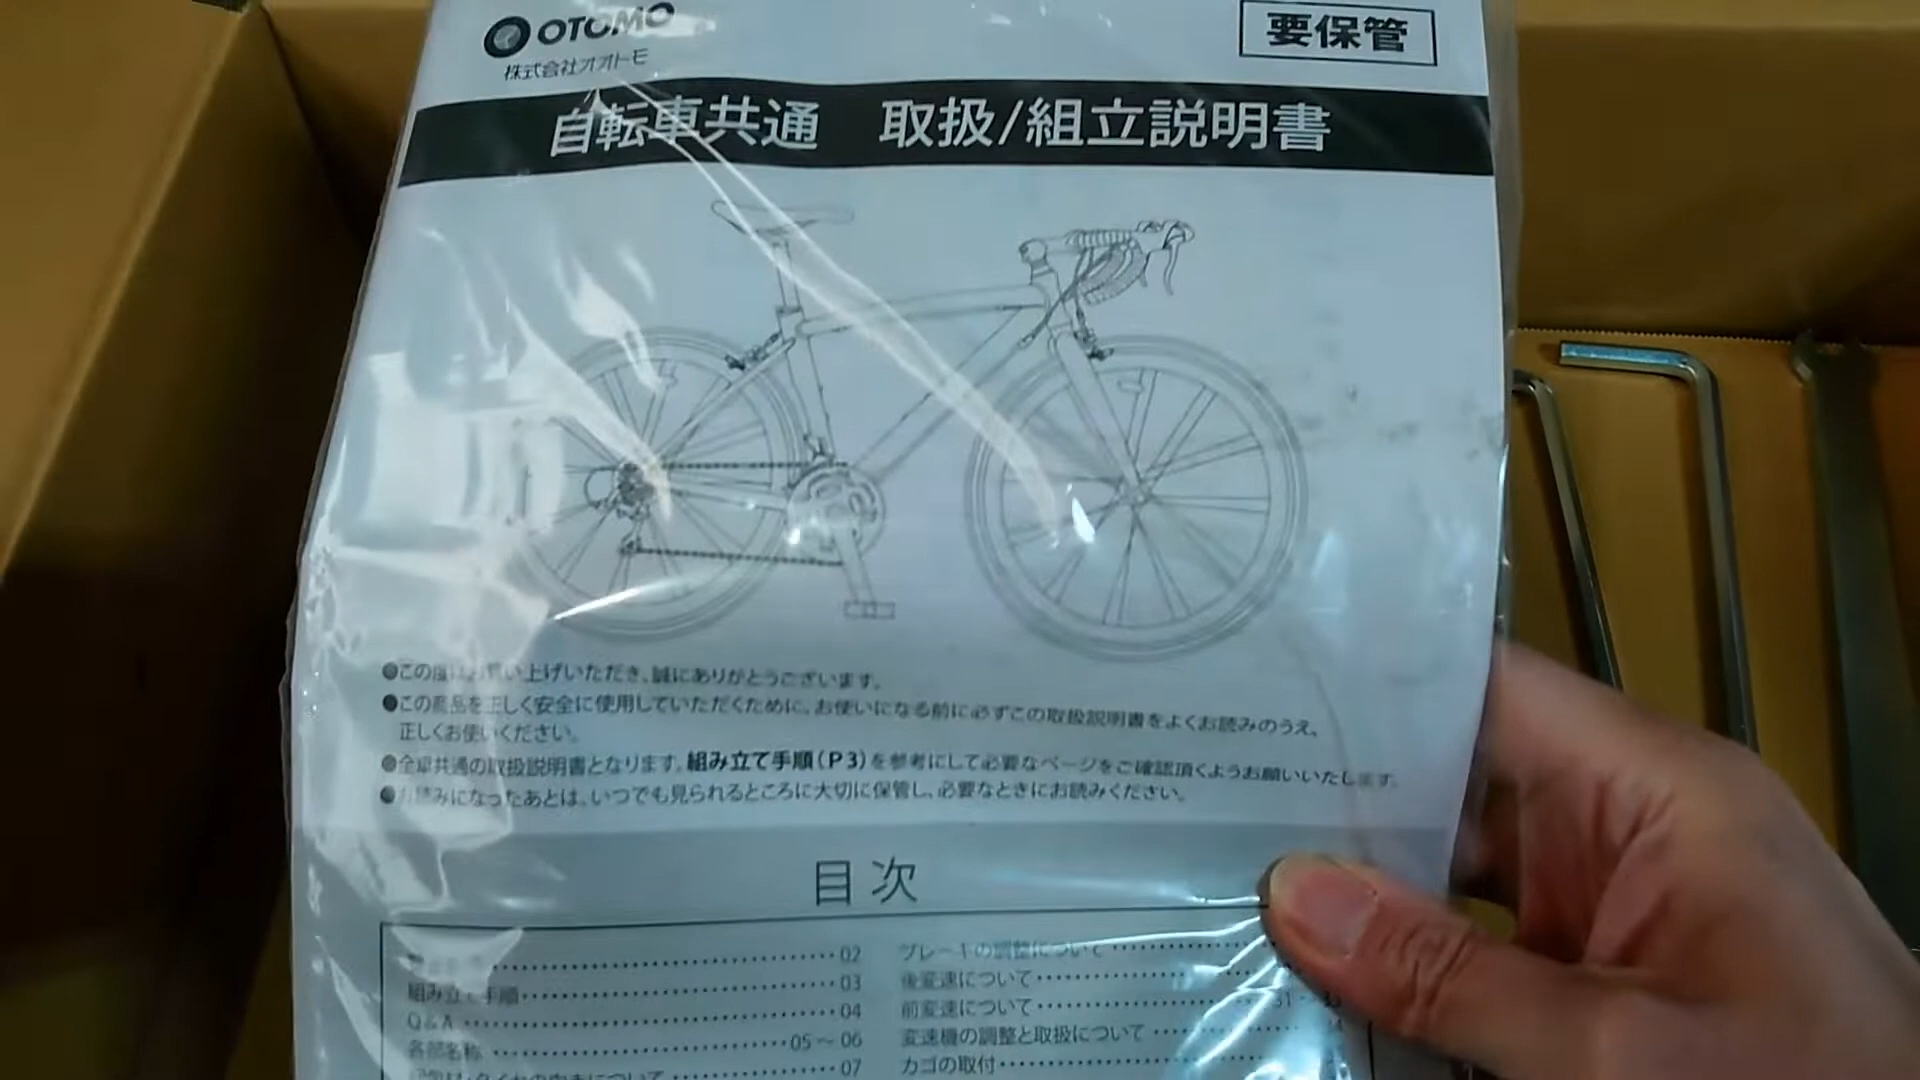 OTOMO
株式会社オオトモ
要保管
自転車共通 取扱/組立説明書
●この度はお買い上げいただき、誠にありがとうございます。
●この商品を正しく安全に使用していただくために、お使いになる前に必ずこの取扱説明書をよくお読みのうえ、
正しくお使いください。
●全車共通の取扱説明書となります。組み立て手順(P3)を参考にして必要なページをご確認頂くようお願いいたします。
●お読みになったあとは、いつでも見られるところに大切に保管し、必要なときにお読みください。
目次
02
組み立て手順 03
Q&A 04
各部名称 05～06
タイヤの向きについて 07
ブレーキの調整について
後変速について
前変速について
変速機の調整と取扱について
カゴの取付